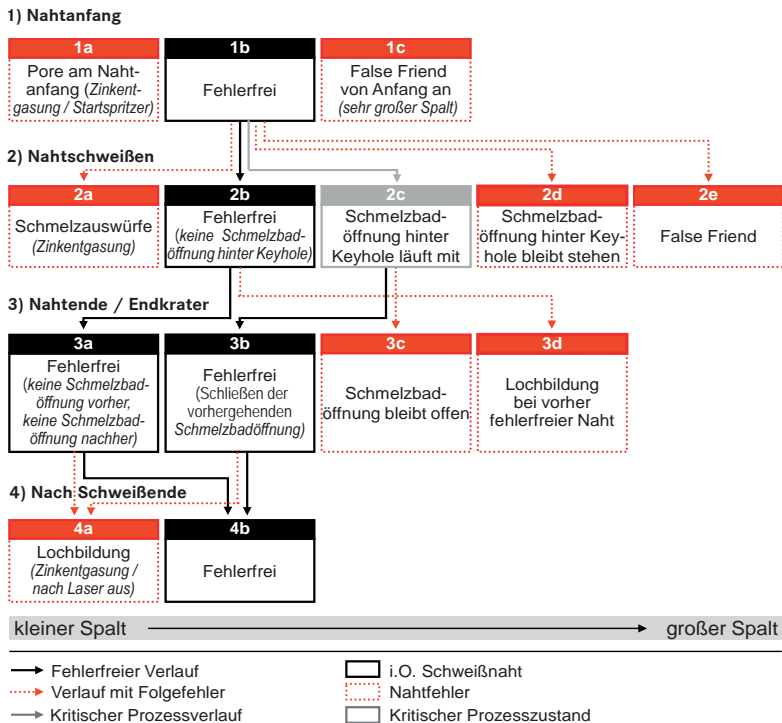 1) Nahtanfang
1a
1b
1c
Pore am Naht-
anfang (Zinkent-
gasung / Startspritzer)
Fehlerfrei
False Friend
von Anfang an
(sehr großer Spalt)
2) Nahtschweißen
2a
2b
2c
2d
2e
Schmelzauswürfe
(Zinkentgasung)
Fehlerfrei
(keine Schmelzbad-
öffnung hinter Keyhole)
Schmelzbad-
öffnung hinter
Keyhole läuft mit
Schmelzbad-
öffnung hinter Key-
hole bleibt stehen
False Friend
3) Nahtende / Endkrater
3a
3b
3c
3d
Fehlerfrei
(keine Schmelzbad-
öffnung vorher,
keine Schmelzbad-
öffnung nachher)
Fehlerfrei
(Schließen der
vorhergehenden
Schmelzbadöffnung)
Schmelzbad-
öffnung bleibt offen
Lochbildung
bei vorher
fehlerfreier Naht
4) Nach Schweißende
4a
4b
Lochbildung
(Zinkentgasung /
nach Laser aus)
Fehlerfrei
kleiner Spalt
großer Spalt
Fehlerfreier Verlauf
i.O. Schweißnaht
Verlauf mit Folgefehler
Nahtfehler
Kritischer Prozessverlauf
Kritischer Prozesszustand